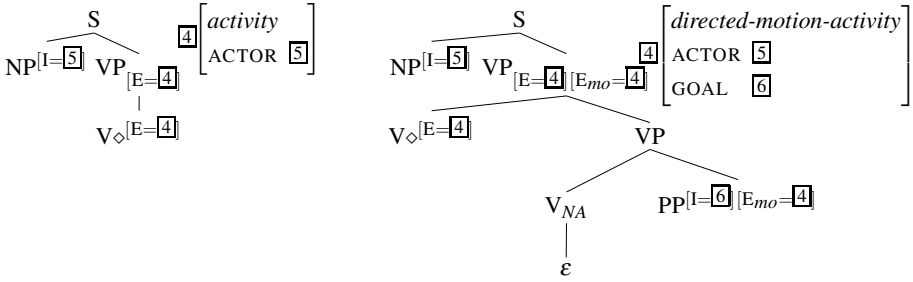 S S
4 activity 4 directed-motion-activity
ACTOR 5 ACTOR 5
NP[I=5] VP[E=4] NP[I=5] VP[E=4][Emo=4] GOAL 6
V◇[E=4] V◇[E=4] VP
VNA PP[I=6][Emo=4]
ε